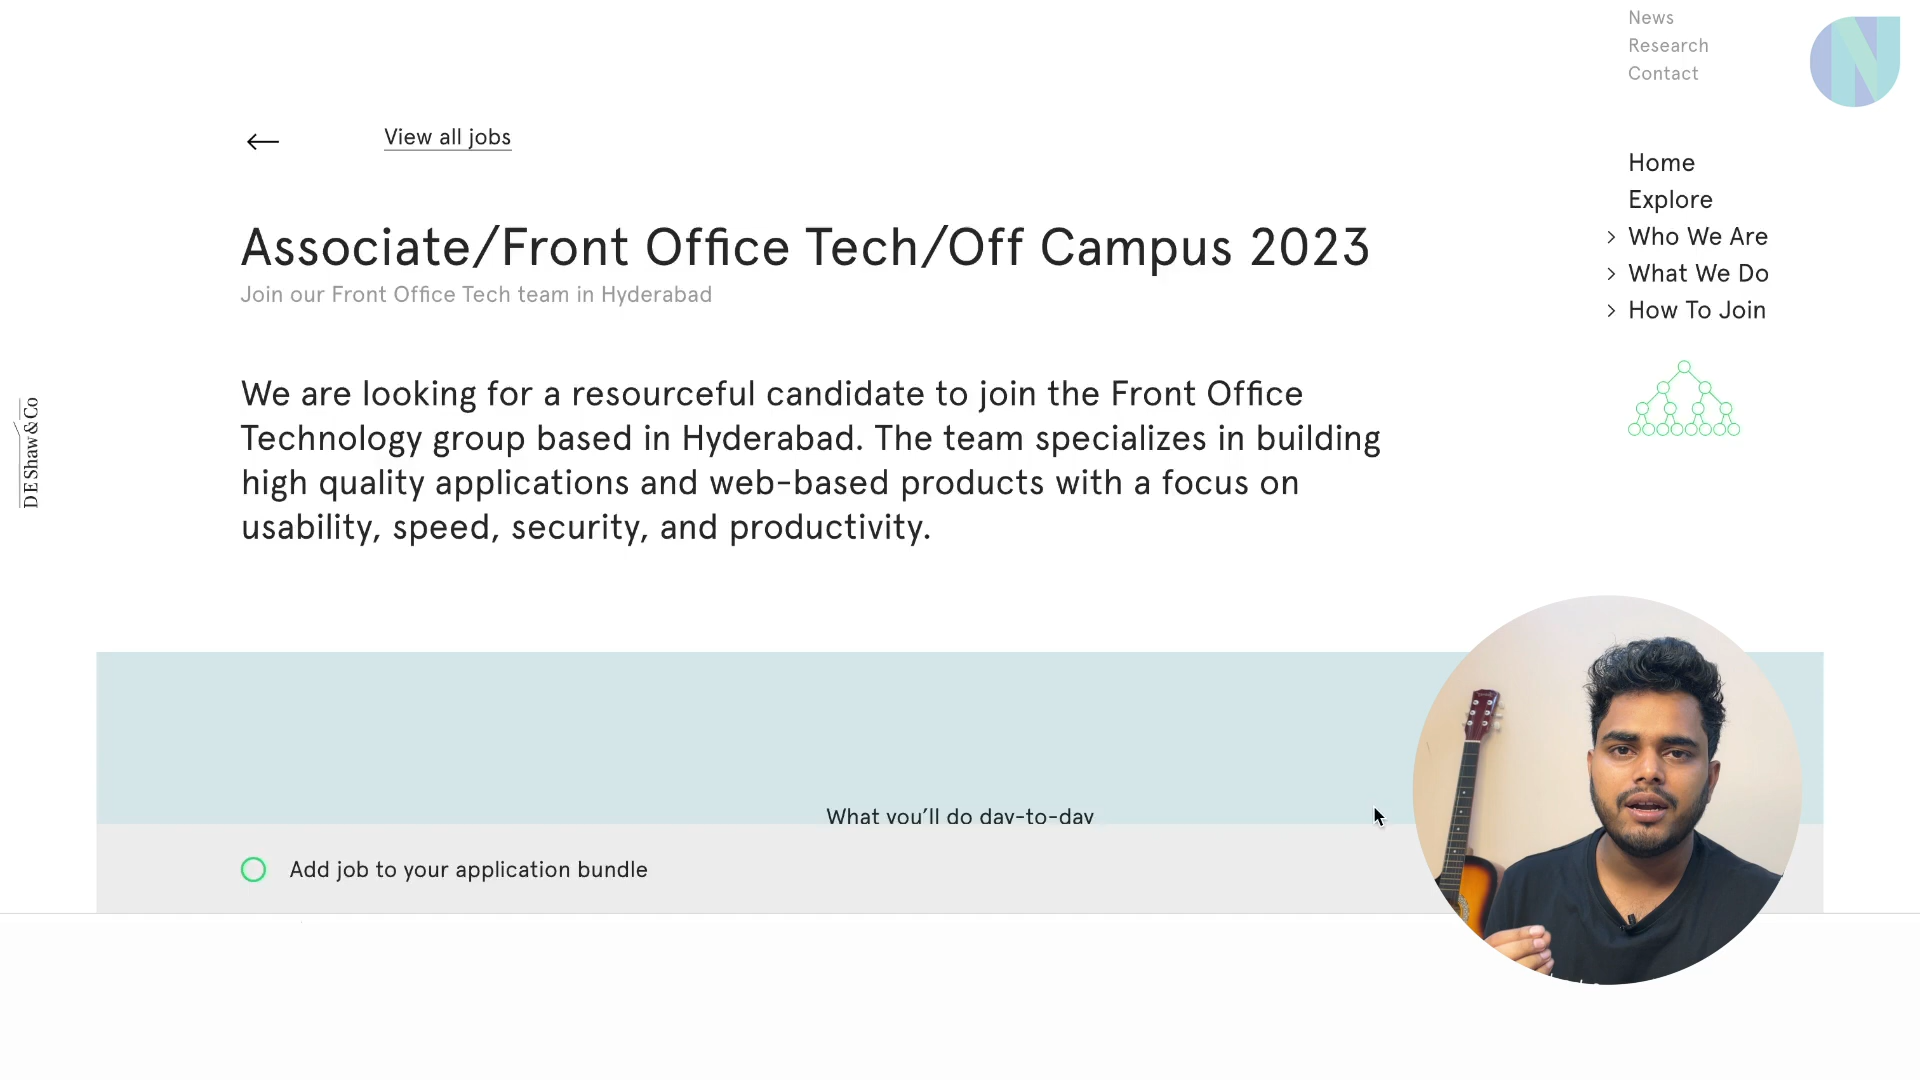 News
Research
Contact
View all jobs
Home
Explore
Who We Are
What We Do
How To Join
Associate/Front Office Tech/Off Campus 2023
Join our Front Office Tech team in Hyderabad
We are looking for a resourceful candidate to join the Front Office
Technology group based in Hyderabad. The team specializes in building
high quality applications and web-based products with a focus on
usability, speed, security, and productivity.
DEShaw&Co
What you’ll do day-to-day
Add job to your application bundle